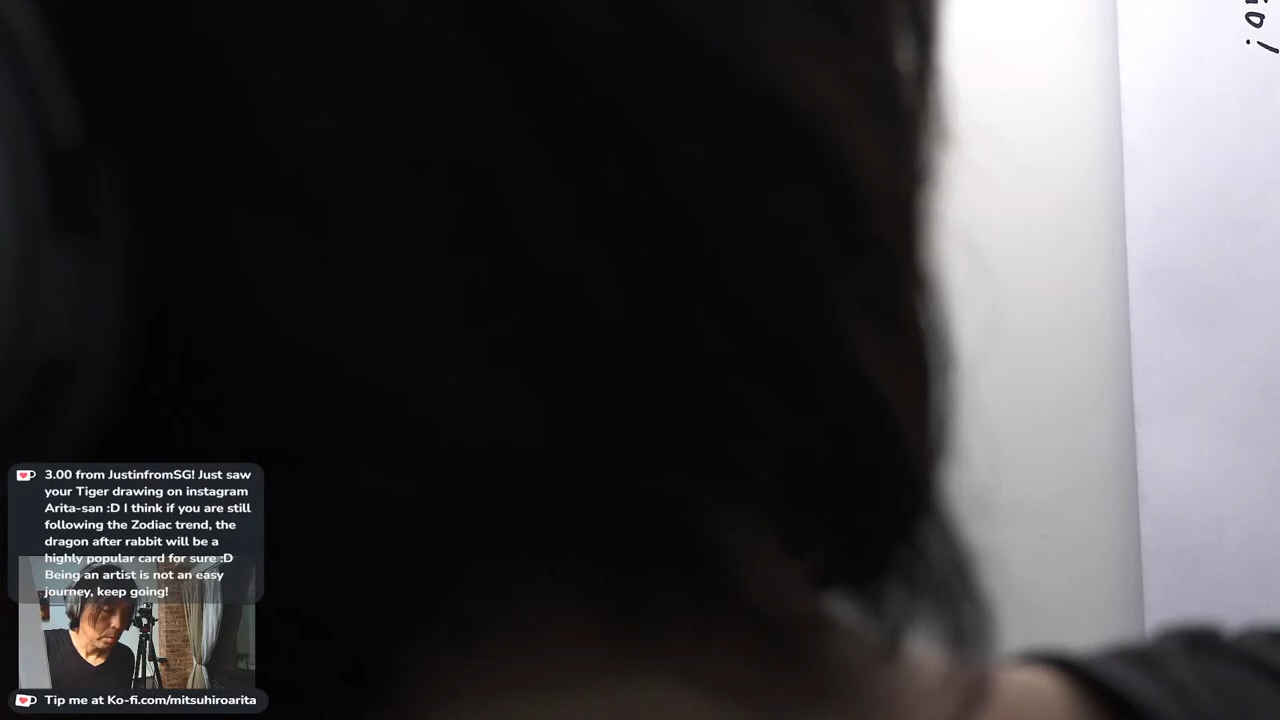 3.00 from JustinfromSG! Just saw
your Tiger drawing on instagram
Arita-san :D I think if you are still
following the Zodiac trend, the
dragon after rabbit will be a
highly popular card for sure :D
Being an artist is not an easy
journey, keep going!
Tip me at Ko-fi.com/mitsuhiroarita